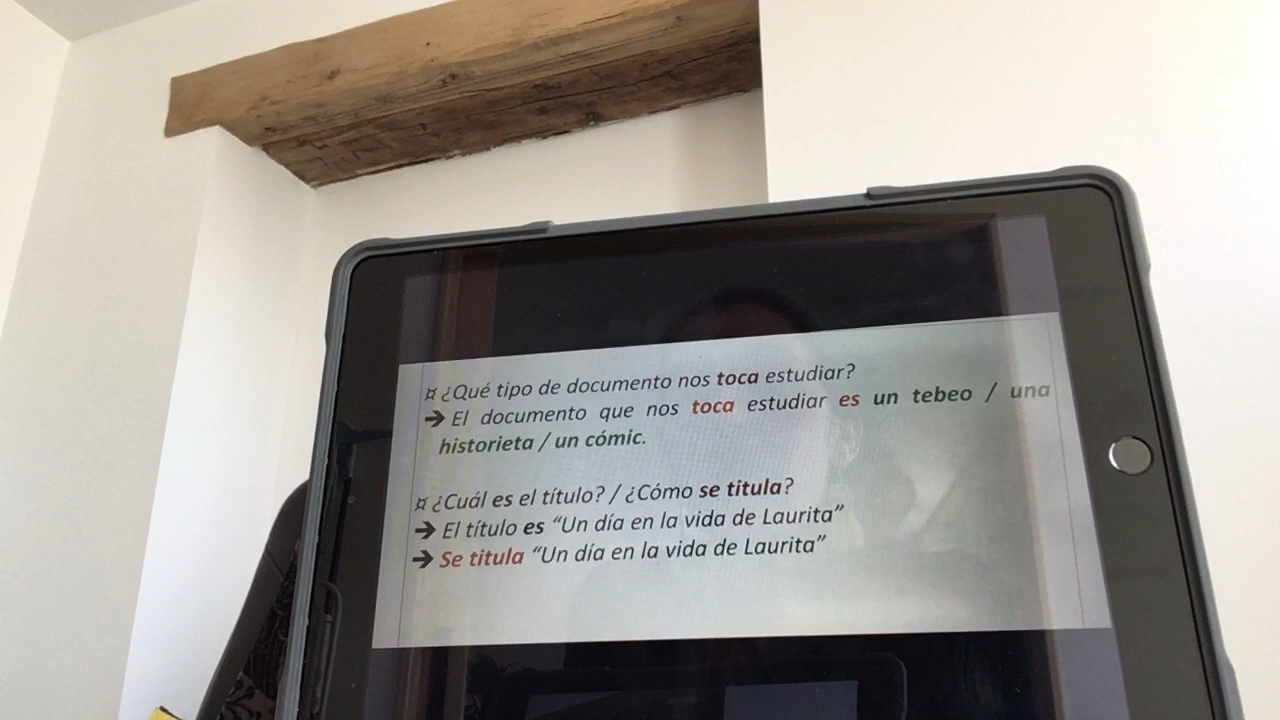 ¤ ¿Qué tipo de documento nos toca estudiar?
➔ El documento que nos toca estudiar es un tebeo / una
historieta / un cómic.
¤ ¿Cuál es el título? / ¿Cómo se titula?
➔ El título es “Un día en la vida de Laurita”
➔ Se titula “Un día en la vida de Laurita”